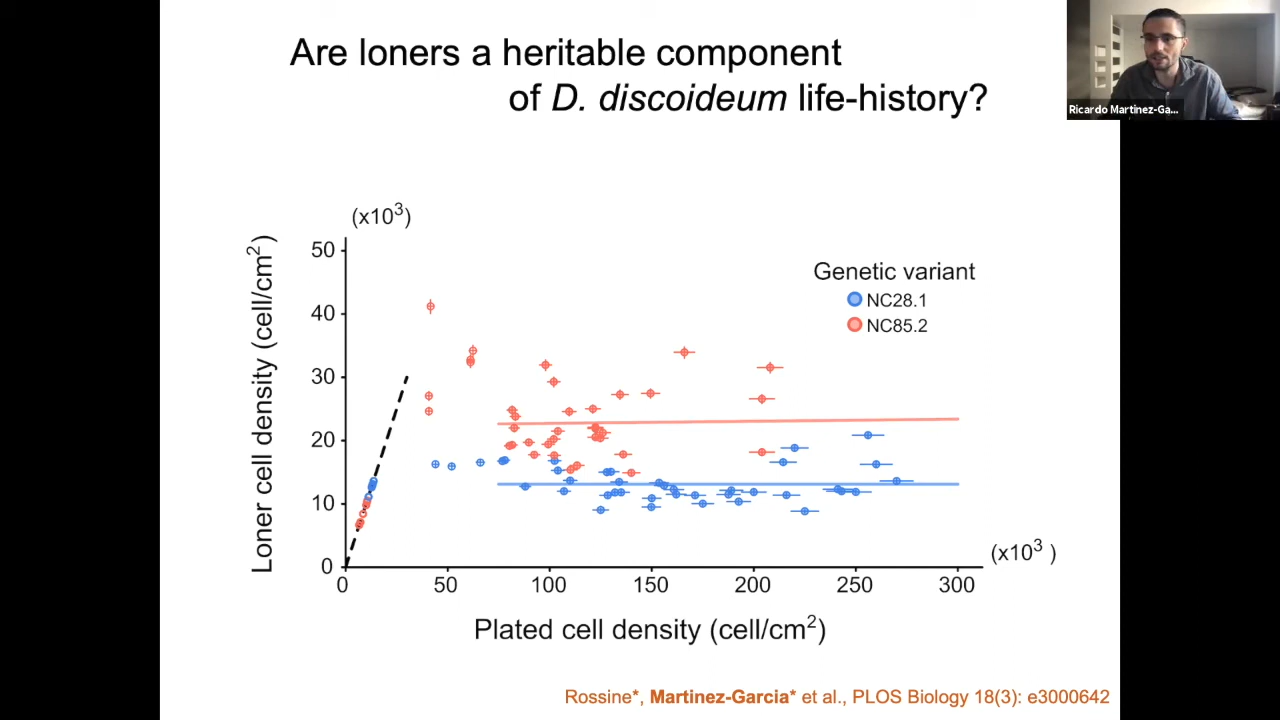 Are loners a heritable component
of D. discoideum life-history?
Ricardo Martinez-Ga...
(x10³)
Loner cell density (cell/cm²)
50
40
30
20
10
0
Genetic variant
NC28.1
NC85.2
0 50 100 150 200 250 300
(x10³ )
Plated cell density (cell/cm²)
Rossine*, Martinez-Garcia* et al., PLOS Biology 18(3): e3000642